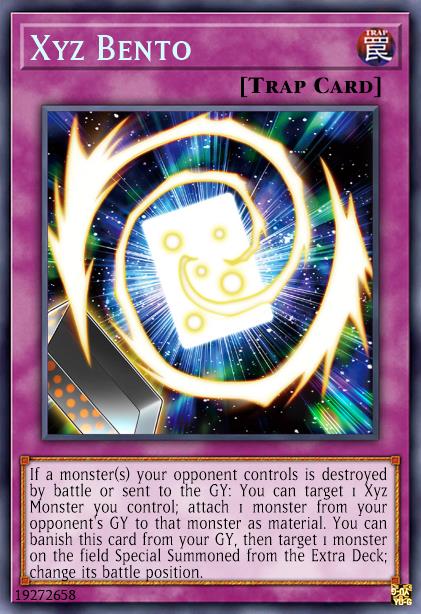 Xyz Bento
TRAP
罠
[Trap Card]
If a monster(s) your opponent controls is destroyed
by battle or sent to the GY: You can target 1 Xyz
Monster you control; attach 1 monster from your
opponent's GY to that monster as material. You can
banish this card from your GY, then target 1 monster
on the field Special Summoned from the Extra Deck;
change its battle position.
19272658